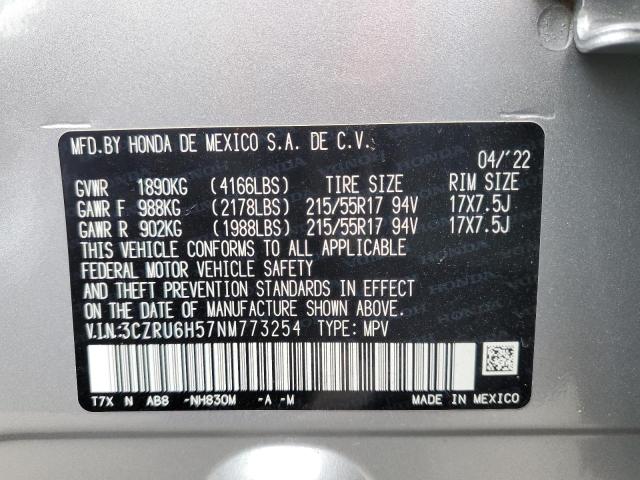 MFD.BY HONDA DE MEXICO S.A. DE C.V.
04/'22
GVWR 1890KG (4166LBS) TIRE SIZE RIM SIZE
GAWR F 988KG (2178LBS) 215/55R17 94V 17X7.5J
GAWR R 902KG (1988LBS) 215/55R17 94V 17X7.5J
THIS VEHICLE CONFORMS TO ALL APPLICABLE
FEDERAL MOTOR VEHICLE SAFETY
AND THEFT PREVENTION STANDARDS IN EFFECT
ON THE DATE OF MANUFACTURE SHOWN ABOVE.
V.I.N:3CZRU6H57NM773254 TYPE: MPV
T7X N AB8 -NH830M -A -M MADE IN MEXICO